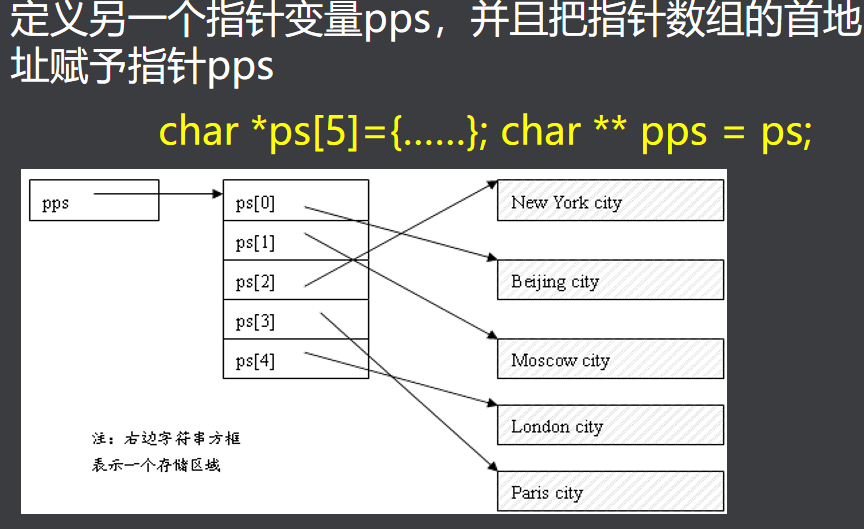 定义另一个指针变量pps，并且把指针数组的首地
址赋予指针pps
char *ps[5]={......}; char ** pps = ps;
pps
ps[0]
New York city
ps[1]
ps[2]
Beijing city
ps[3]
ps[4]
Moscow city
London city
注：右边字符串方框
表示一个存储区域
Paris city